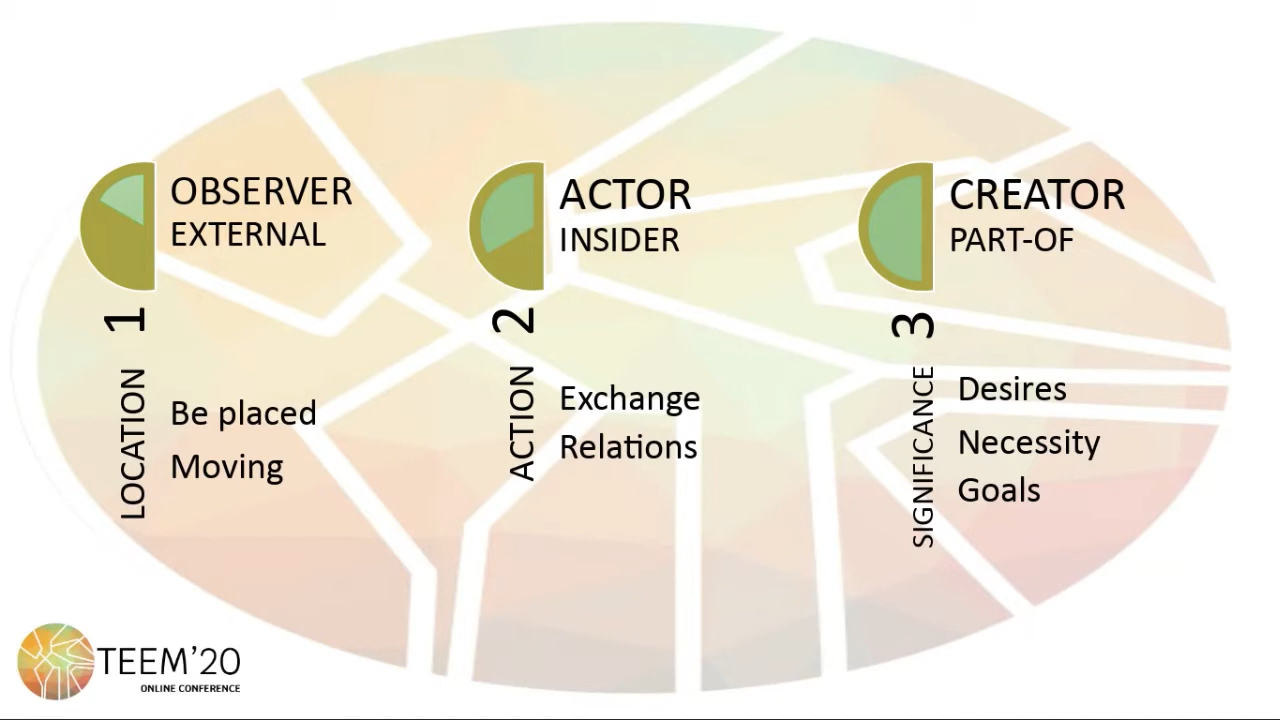 OBSERVER
EXTERNAL
1
LOCATION
Be placed
Moving
ACTOR
INSIDER
2
ACTION
Exchange
Relations
CREATOR
PART-OF
3
SIGNIFICANCE
Desires
Necessity
Goals
TEEM’20
ONLINE CONFERENCE